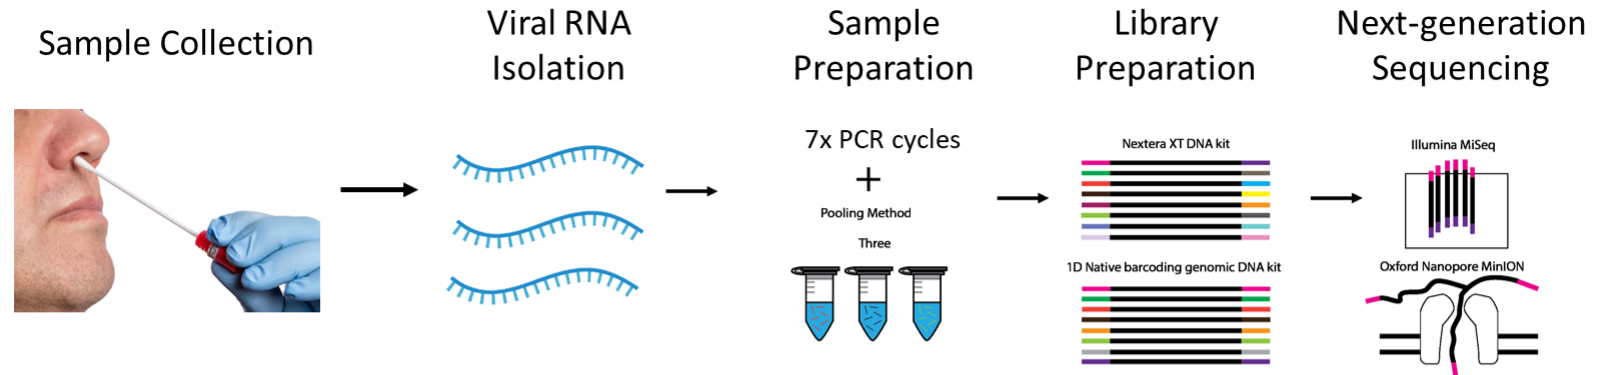 Sample Collection
Viral RNA
Isolation
Sample
Preparation
7x PCR cycles
+
Pooling Method
Three
Library
Preparation
Nextera XT DNA kit
1D Native barcoding genomic DNA kit
Next-generation
Sequencing
Illumina MiSeq
Oxford Nanopore MinION